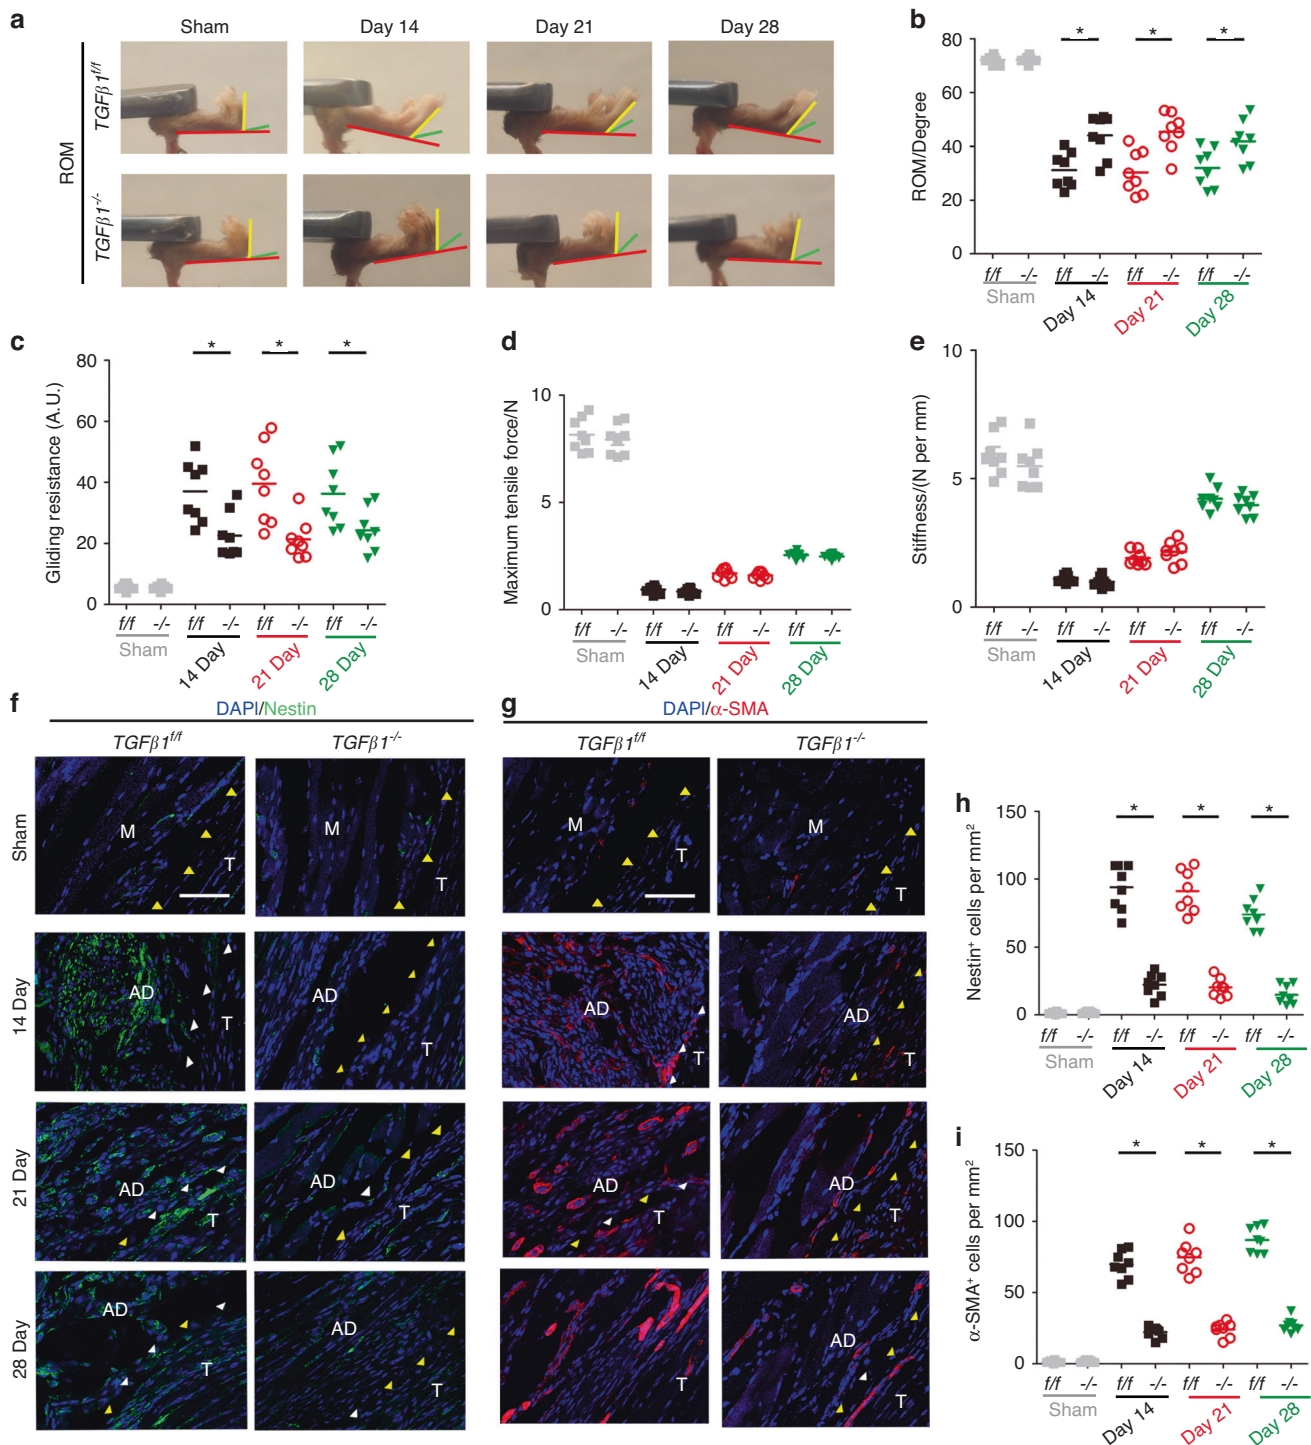 a
Sham Day 14 Day 21 Day 28
ROM
TGFβ1f/f
TGFβ1-/-
b
ROM/Degree
80
60
40
20
0
* * *
f/f -/- f/f -/- f/f -/- f/f -/-
Sham Day 14 Day 21 Day 28
c
Gliding resistance (A.U.)
80
60
40
20
0
* * *
f/f -/- f/f -/- f/f -/- f/f -/-
Sham 14 Day 21 Day 28 Day
d
Maximum tensile force/N
10
5
0
f/f -/- f/f -/- f/f -/- f/f -/-
Sham 14 Day 21 Day 28 Day
e
Stiffness/(N per mm)
10
5
0
f/f -/- f/f -/- f/f -/- f/f -/-
Sham 14 Day 21 Day 28 Day
f
DAPI/Nestin
TGFβ1f/f TGFβ1-/-
Sham
M T M T
14 Day
AD T AD T
21 Day
AD T AD T
28 Day
AD T AD T
g
DAPI/α-SMA
TGFβ1f/f TGFβ1-/-
M T M T
AD T AD T
AD T AD T
T AD T
h
Nestin+ cells per mm2
150
100
50
0
* * *
f/f -/- f/f -/- f/f -/- f/f -/-
Sham Day 14 Day 21 Day 28
i
α-SMA+ cells per mm2
150
100
50
0
* * *
f/f -/- f/f -/- f/f -/- f/f -/-
Sham Day 14 Day 21 Day 28